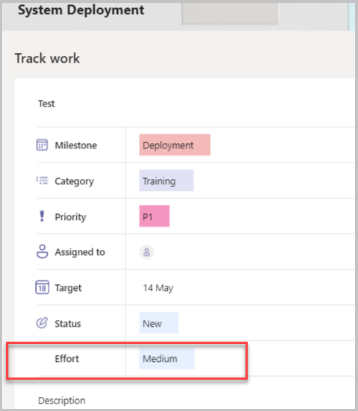 System Deployment
Track work
Test
Milestone Deployment
Category Training
Priority P1
Assigned to
18 Target 14 May
Status New
Effort Medium
Description